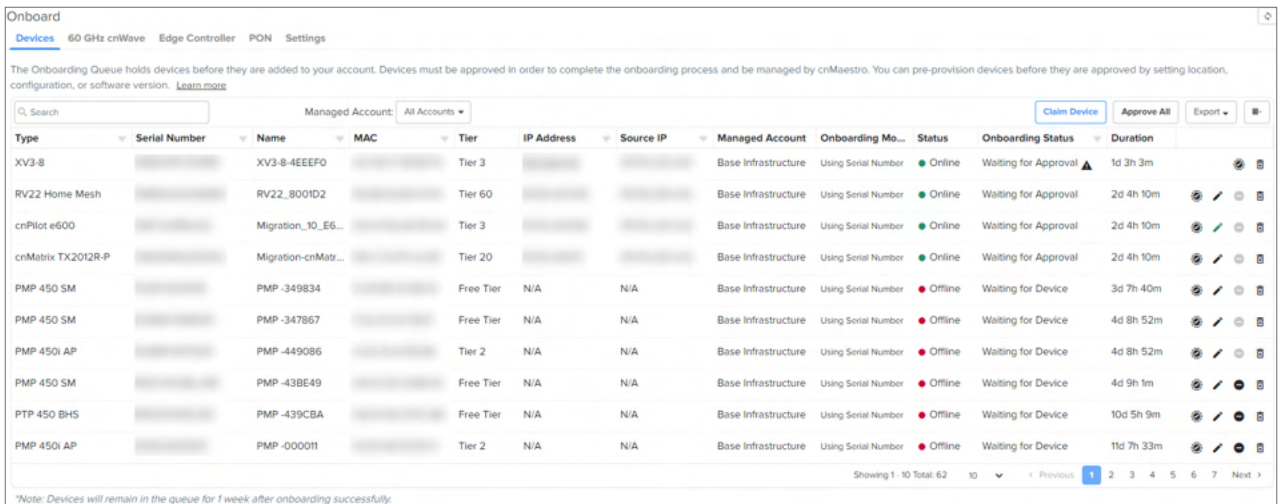 Onboard
Devices 60 GHz cnWave Edge Controller PON Settings
The Onboarding Queue holds devices before they are added to your account. Devices must be approved in order to complete the onboarding process and be managed by cnMaestro. You can pre-provision devices before they are approved by setting location,
configuration, or software version. Learn more
Search Managed Account: All Accounts Claim Device Approve All Export
Type Serial Number Name MAC Tier IP Address Source IP Managed Account Onboarding Mo... Status Onboarding Status Duration
XV3-8 XV3-8-4EEEF0 Tier 3 Base Infrastructure Using Serial Number Online Waiting for Approval 1d 3h 3m
RV22 Home Mesh RV22_8001D2 Tier 60 Base Infrastructure Using Serial Number Online Waiting for Approval 2d 4h 10m
cnPilot e600 Migration_10_E6... Tier 3 Base Infrastructure Using Serial Number Online Waiting for Approval 2d 4h 10m
cnMatrix TX2012R-P Migration-cnMatr... Tier 20 Base Infrastructure Using Serial Number Online Waiting for Approval 2d 4h 10m
PMP 450 SM PMP -349834 Free Tier N/A N/A Base Infrastructure Using Serial Number Offline Waiting for Device 3d 7h 40m
PMP 450 SM PMP -347867 Free Tier N/A N/A Base Infrastructure Using Serial Number Offline Waiting for Device 4d 8h 52m
PMP 450i AP PMP -449086 Tier 2 N/A N/A Base Infrastructure Using Serial Number Offline Waiting for Device 4d 8h 52m
PMP 450 SM PMP -43BE49 Free Tier N/A N/A Base Infrastructure Using Serial Number Offline Waiting for Device 4d 9h 1m
PTP 450 BHS PMP -439CBA Free Tier N/A N/A Base Infrastructure Using Serial Number Offline Waiting for Device 10d 5h 9m
PMP 450i AP PMP -000011 Tier 2 N/A N/A Base Infrastructure Using Serial Number Offline Waiting for Device 11d 7h 33m
Showing 1 - 10 Total: 62 10 < Previous 1 2 3 4 5 6 7 Next >
*Note: Devices will remain in the queue for 1 week after onboarding successfully.